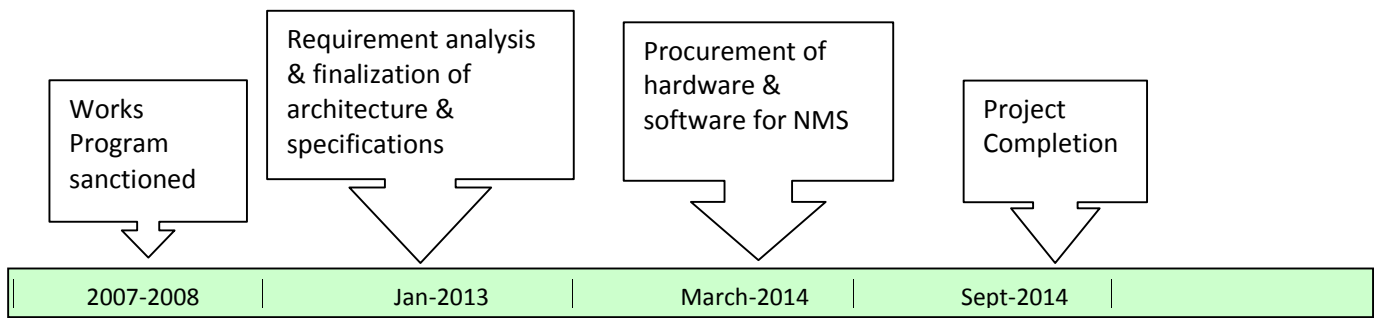 Works
Program
sanctioned
Requirement analysis
& finalization of
architecture &
specifications
Procurement of
hardware &
software for NMS
Project
Completion
2007-2008
Jan-2013
March-2014
Sept-2014